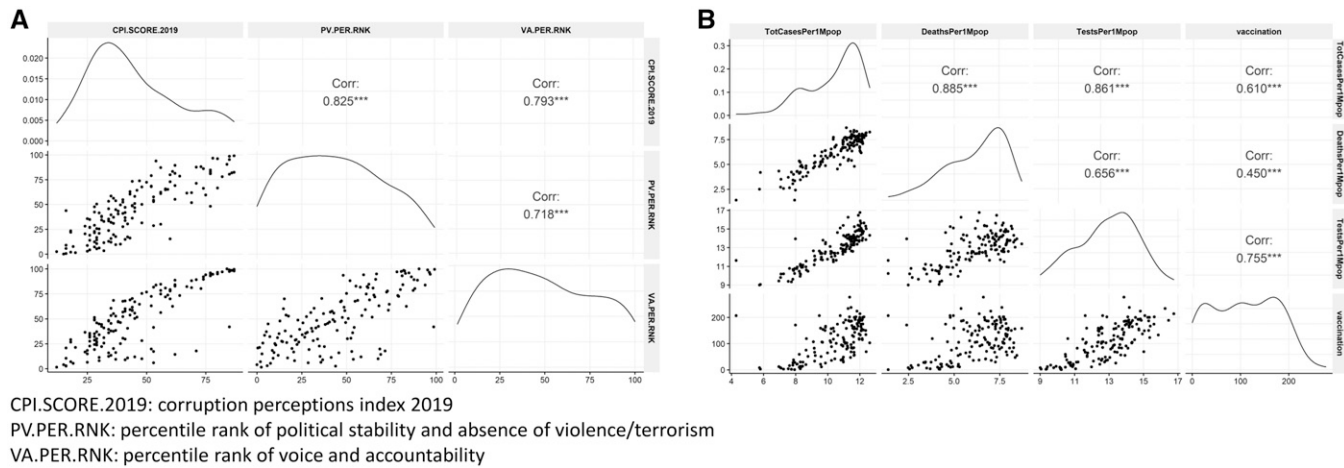 A
CPI.SCORE.2019 PV.PER.RNK VA.PER.RNK
0.020
0.015
0.010
0.005
0.000
Corr:
0.825***
Corr:
0.793***
CPI.SCORE.2019
100
75
50
25
0
Corr:
0.718***
PV.PER.RNK
100
75
50
25
0
VA.PER.RNK
25 50 75 0 25 50 75 100 0 25 50 75 100
B
TotCasesPer1Mpop DeathsPer1Mpop TestsPer1Mpop vaccination
0.3
0.2
0.1
0.0
Corr:
0.885***
Corr:
0.861***
Corr:
0.610***
TotCasesPer1Mpop
7.5
5.0
2.5
Corr:
0.656***
Corr:
0.450***
DeathsPer1Mpop
17
15
13
11
9
Corr:
0.755***
TestsPer1Mpop
200
100
0
vaccination
4 6 8 10 12 2.5 5.0 7.5 9 11 13 15 17 0 100 200
CPI.SCORE.2019: corruption perceptions index 2019
PV.PER.RNK: percentile rank of political stability and absence of violence/terrorism
VA.PER.RNK: percentile rank of voice and accountability